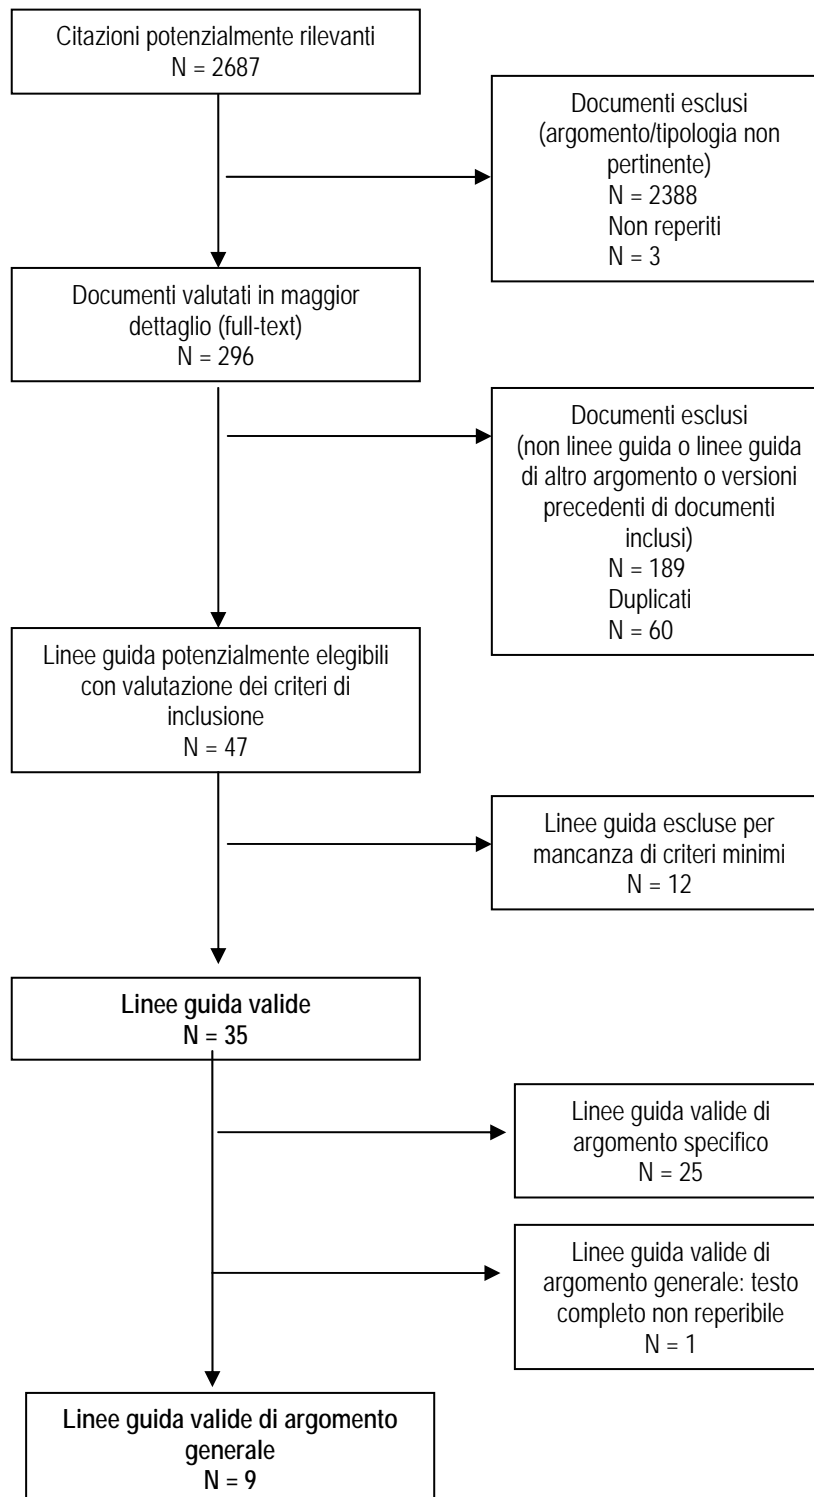 Citazioni potenzialmente rilevanti
N = 2687
Documenti esclusi
(argomento/tipologia non
pertinente)
N = 2388
Non reperiti
N = 3
Documenti valutati in maggior
dettaglio (full-text)
N = 296
Documenti esclusi
(non linee guida o linee guida
di altro argomento o versioni
precedenti di documenti
inclusi)
N = 189
Duplicati
N = 60
Linee guida potenzialmente elegibili
con valutazione dei criteri di
inclusione
N = 47
Linee guida escluse per
mancanza di criteri minimi
N = 12
Linee guida valide
N = 35
Linee guida valide di
argomento specifico
N = 25
Linee guida valide di
argomento generale: testo
completo non reperibile
N = 1
Linee guida valide di argomento
generale
N = 9